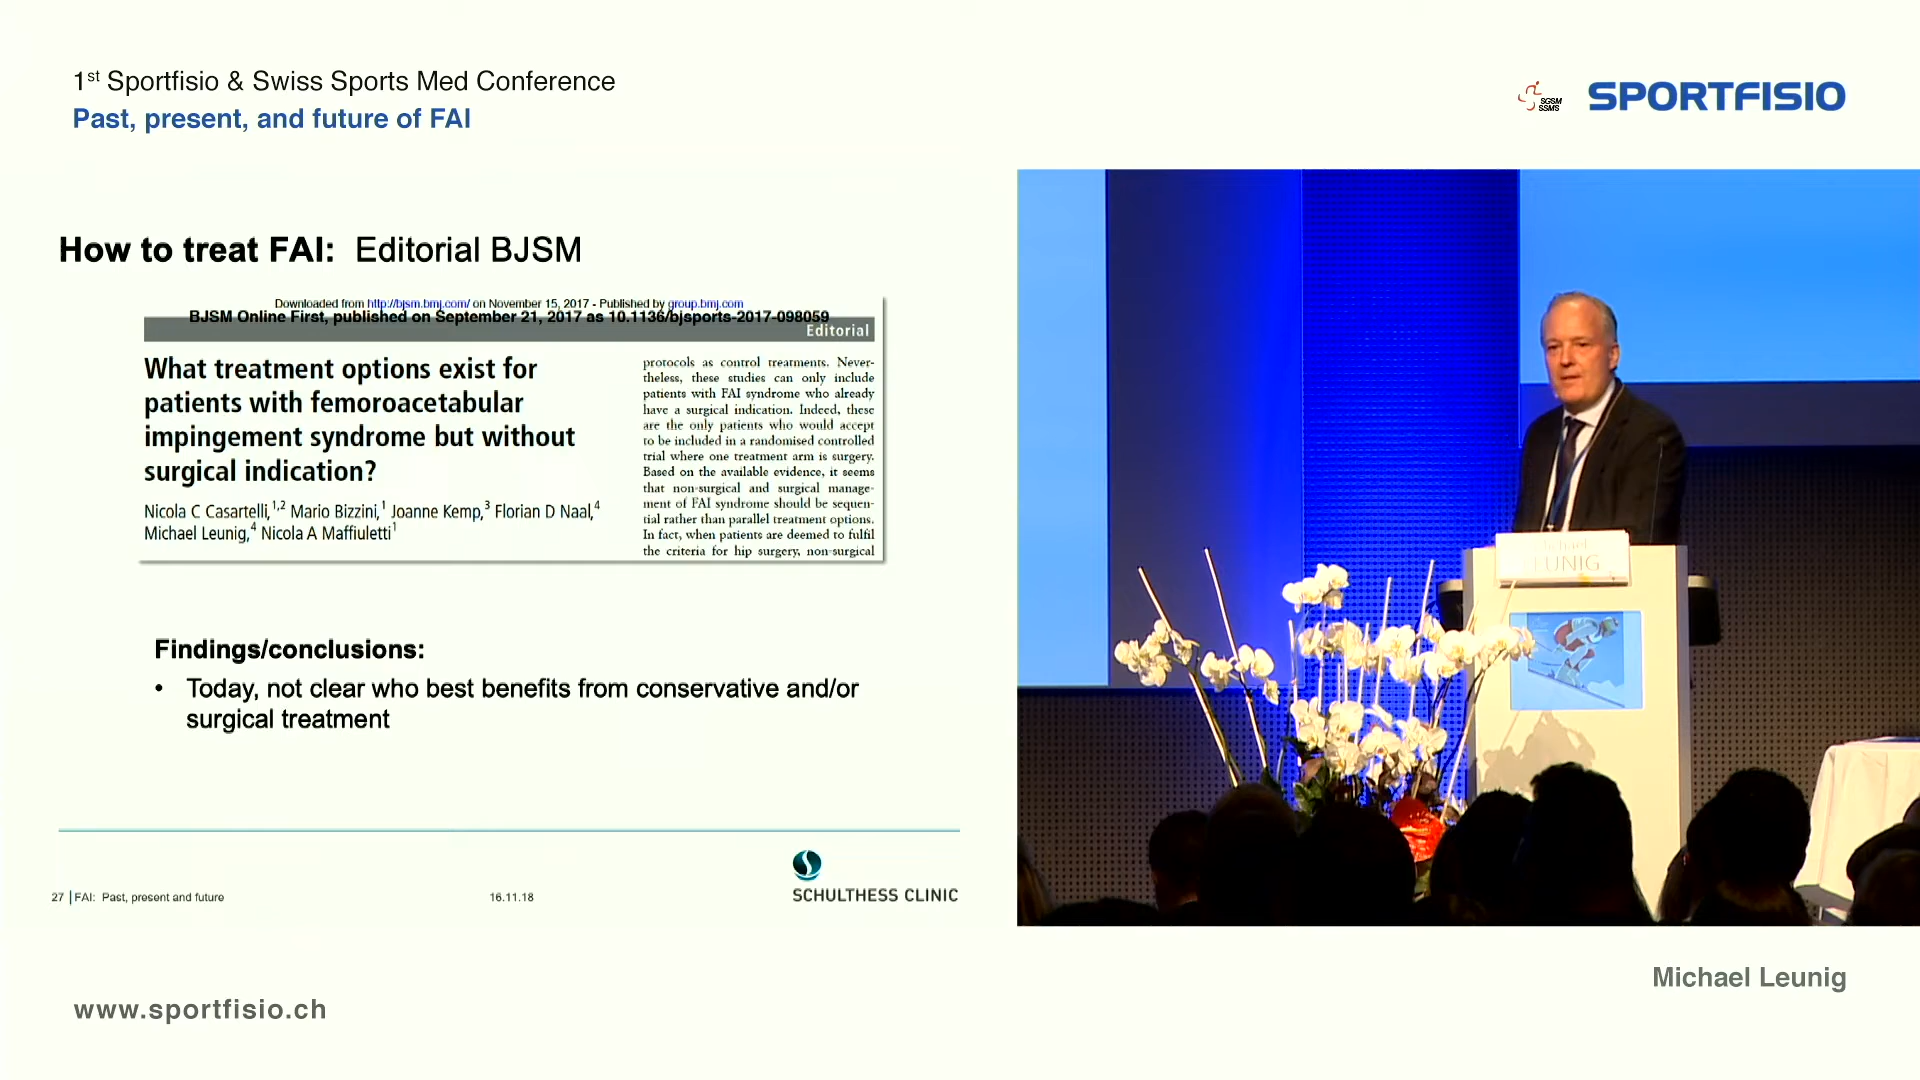 1st Sportfisio & Swiss Sports Med Conference
Past, present, and future of FAI
SGSM
SSMS
SPORTFISIO
How to treat FAI: Editorial BJSM
Downloaded from http://bjsm.bmj.com/ on November 15, 2017 - Published by group.bmj.com
BJSM Online First, published on September 21, 2017 as 10.1136/bjsports-2017-098059
Editorial
What treatment options exist for
patients with femoroacetabular
impingement syndrome but without
surgical indication?
Nicola C Casartelli,1,2 Mario Bizzini,1 Joanne Kemp,3 Florian D Naal,4
Michael Leunig,4 Nicola A Maffiuletti1
protocols as control treatments. Never-
theless, these studies can only include
patients with FAI syndrome who already
have a surgical indication. Indeed, these
are the only patients who would accept
to be included in a randomised controlled
trial where one treatment arm is surgery.
Based on the available evidence, it seems
that non-surgical and surgical manage-
ment of FAI syndrome should be sequen-
tial rather than parallel treatment options.
In fact, when patients are deemed to fulfil
the criteria for hip surgery, non-surgical
Findings/conclusions:
• Today, not clear who best benefits from conservative and/or
surgical treatment
27 | FAI: Past, present and future
16.11.18
SCHULTHESS CLINIC
Michael
LEUNIG
Michael Leunig
www.sportfisio.ch